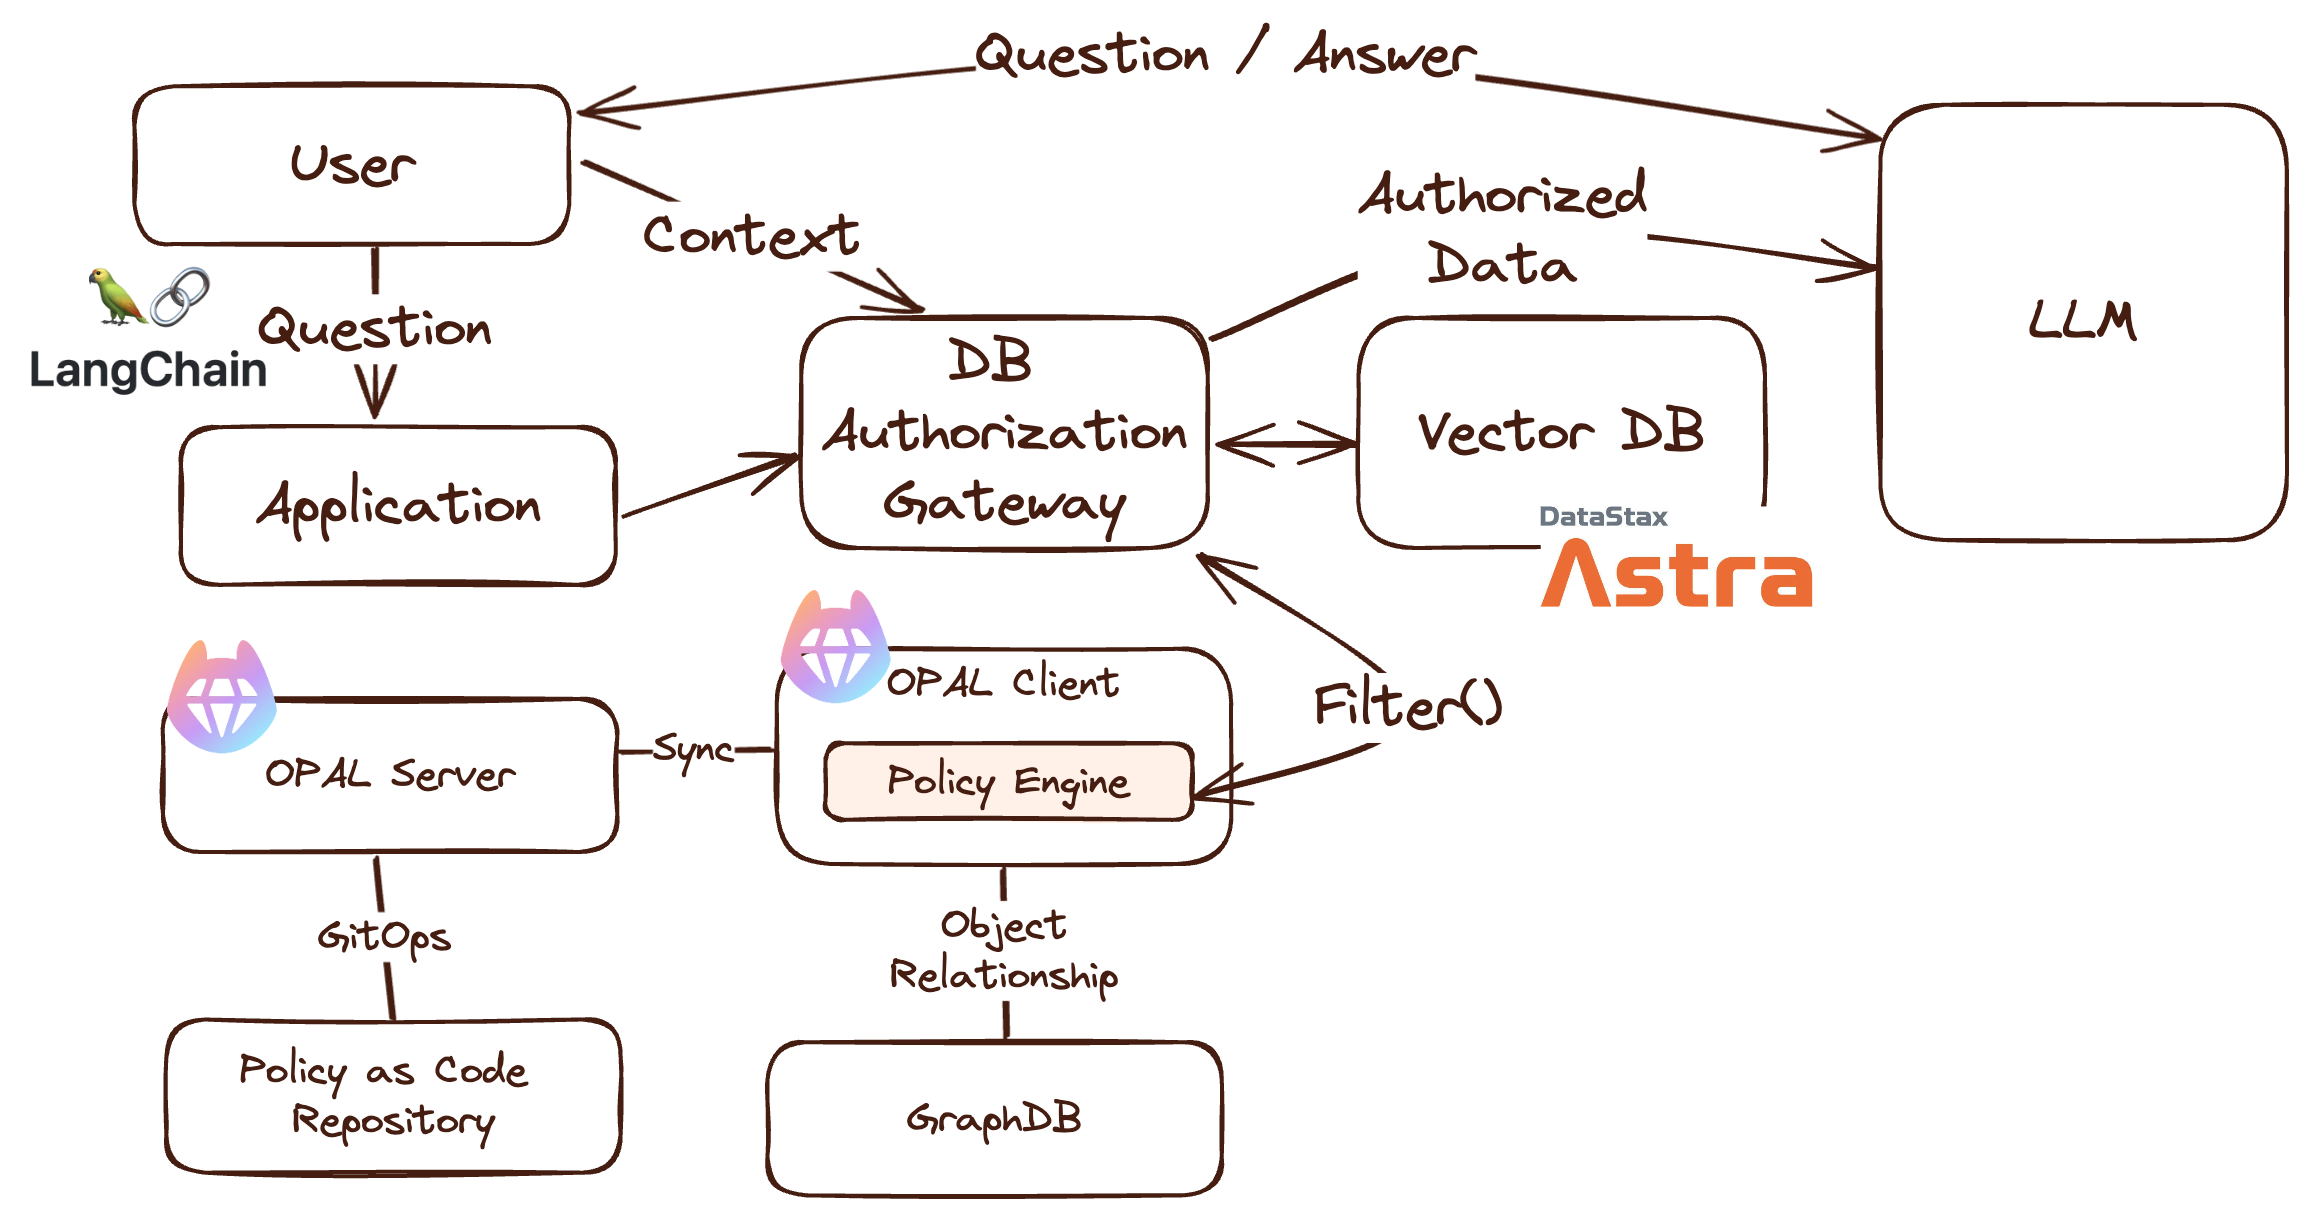 Question / Answer
User
Context
Authorized
Data
LLM
LangChain
Question
DB
Authorization
Gateway
Vector DB
DataStax
Astra
Application
OPAL Client
Policy Engine
Filter()
OPAL Server
Sync
GitOps
Object
Relationship
Policy as Code
Repository
GraphDB